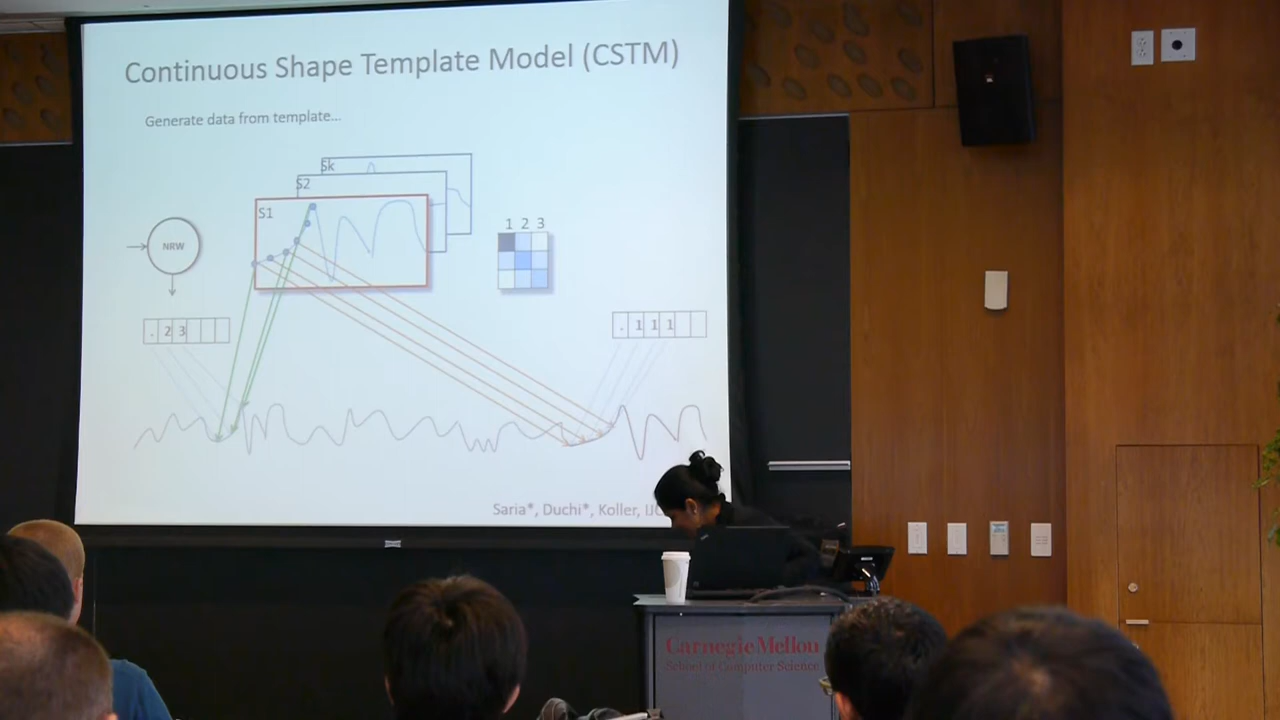 Continuous Shape Template Model (CSTM)
Generate data from template...
Sk
S2
S1
1 2 3
NRW
. 2 3
. 1 1 1
Saria*, Duchi*, Koller,
Carnegie Mellon
School of Computer Science